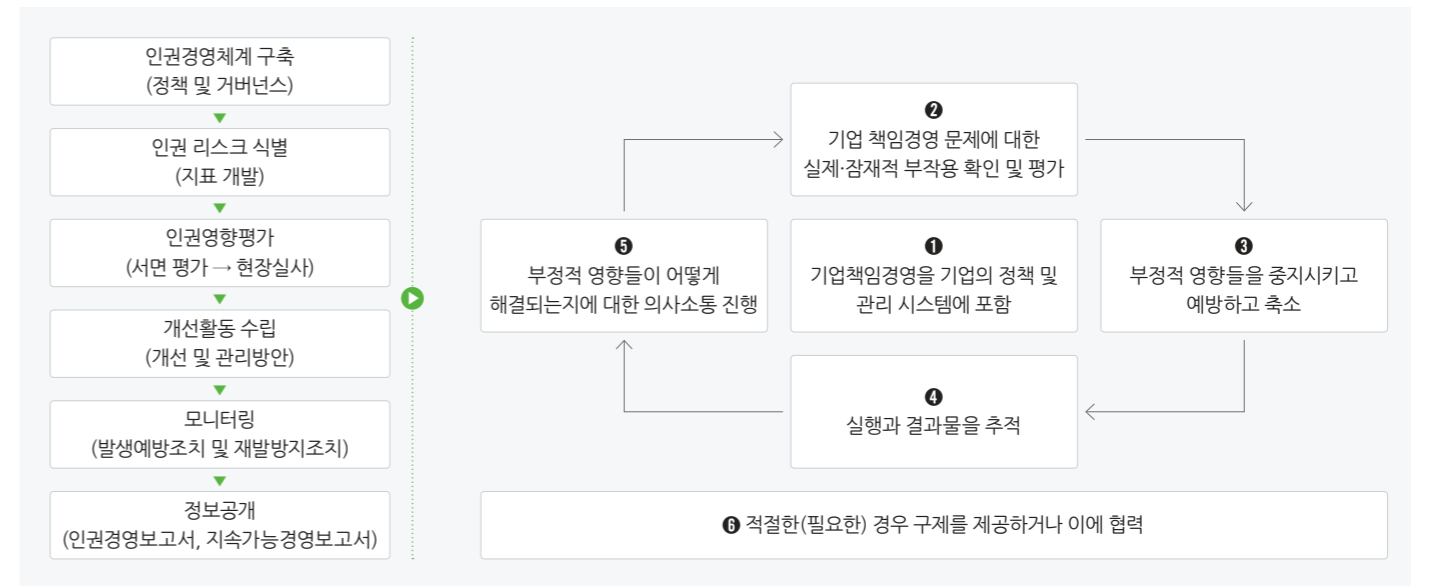 인권경영체계 구축
(정책 및 거버넌스)
인권 리스크 식별
(지표 개발)
인권영향평가
(서면 평가 → 현장실사)
개선활동 수립
(개선 및 관리방안)
모니터링
(발생예방조치 및 재발방지조치)
정보공개
(인권경영보고서, 지속가능경영보고서)
❷
기업 책임경영 문제에 대한
실제·잠재적 부작용 확인 및 평가
❺
부정적 영향들이 어떻게
해결되는지에 대한 의사소통 진행
❶
기업책임경영을 기업의 정책 및
관리 시스템에 포함
❸
부정적 영향들을 중지시키고
예방하고 축소
❹
실행과 결과물을 추적
❻ 적절한(필요한) 경우 구제를 제공하거나 이에 협력